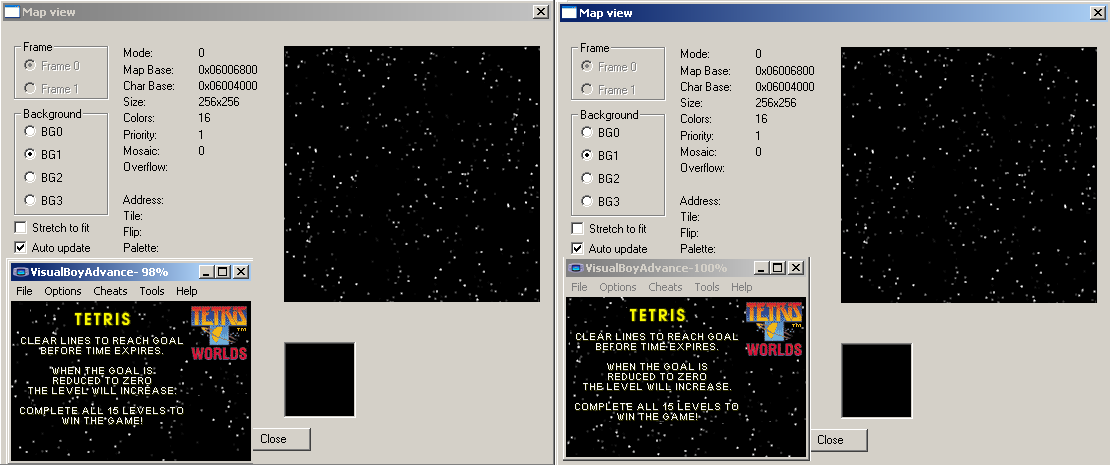 Map view
Frame
Frame 0
Frame 1
Background
BG0
BG1
BG2
BG3
Stretch to fit
Auto update
Mode: 0
Map Base: 0x06006800
Char Base: 0x06004000
Size: 256x256
Colors: 16
Priority: 1
Mosaic: 0
Overflow:
Address:
Tile:
Flip:
Palette:
VisualBoyAdvance- 98%
File Options Cheats Tools Help
TETRIS
TETRIS
™
WORLDS
CLEAR LINES TO REACH GOAL
BEFORE TIME EXPIRES.
WHEN THE GOAL IS
REDUCED TO ZERO
THE LEVEL WILL INCREASE.
COMPLETE ALL 15 LEVELS TO
WIN THE GAME!
Close
Map view
Frame
Frame 0
Frame 1
Background
BG0
BG1
BG2
BG3
Stretch to fit
Auto update
Mode: 0
Map Base: 0x06006800
Char Base: 0x06004000
Size: 256x256
Colors: 16
Priority: 1
Mosaic: 0
Overflow:
Address:
Tile:
Flip:
Palette:
VisualBoyAdvance-100%
File Options Cheats Tools Help
TETRIS
TETRIS
™
WORLDS
CLEAR LINES TO REACH GOAL
BEFORE TIME EXPIRES.
WHEN THE GOAL IS
REDUCED TO ZERO
THE LEVEL WILL INCREASE.
COMPLETE ALL 15 LEVELS TO
WIN THE GAME!
Close